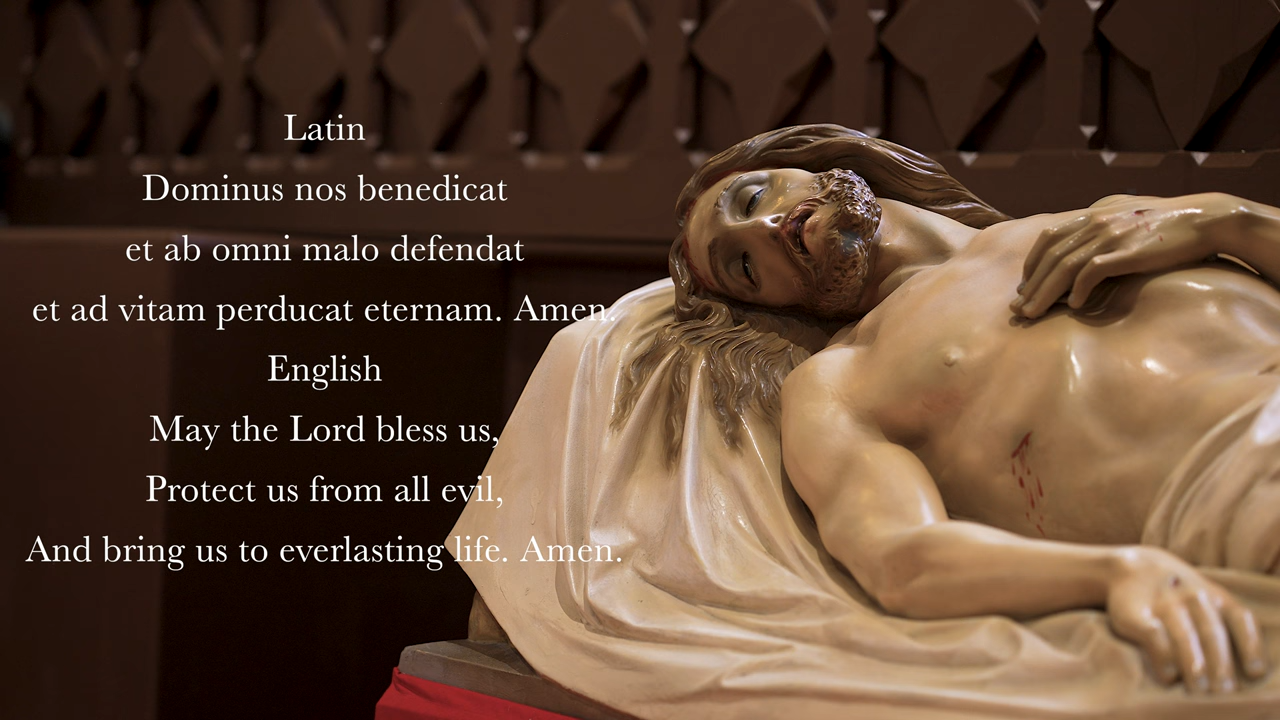 Latin
Dominus nos benedicat
et ab omni malo defendat
et ad vitam perducat eternam. Amen.
English
May the Lord bless us,
Protect us from all evil,
And bring us to everlasting life. Amen.